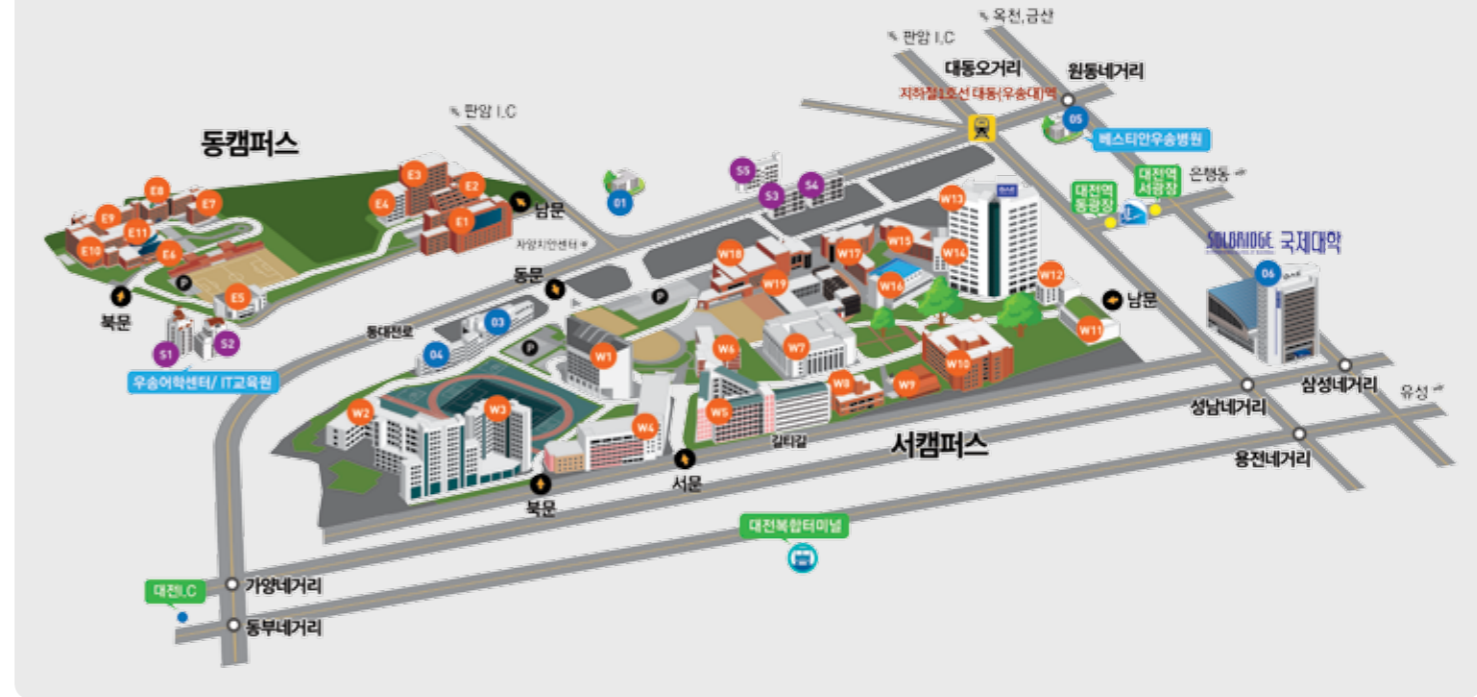 옥천,금산
판암 I.C
대동오거리
원동네거리
지하철1호선 대동(우송대)역
05
베스티안우송병원
판암 I.C
동캠퍼스
S5
S4
S3
은행동
대전역
서광장
대전역
동광장
E3
E2
E4
E1
E8
E7
E9
E11
E10
E6
남문
01
W13
자양치안센터
SOLBRIDGE 국제대학
06
W15
W17
W14
W18
W12
W19
W16
동문
남문
P
P
E5
북문
S1
S2
우송어학센터/ IT교육원
동대전로
03
04
P
W1
W6
W7
W11
W10
W8
W9
W2
W3
W5
W4
삼성네거리
성남네거리
유성
용전네거리
길타길
서캠퍼스
서문
북문
대전복합터미널
대전I.C
가양네거리
동부네거리